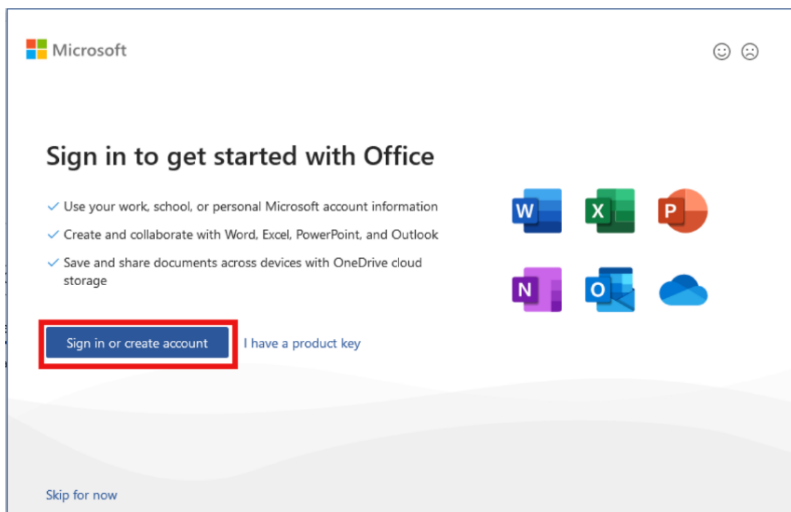 Microsoft
Sign in to get started with Office
Use your work, school, or personal Microsoft account information
Create and collaborate with Word, Excel, PowerPoint, and Outlook
Save and share documents across devices with OneDrive cloud
storage
W
X
P
N
O
Sign in or create account
I have a product key
Skip for now